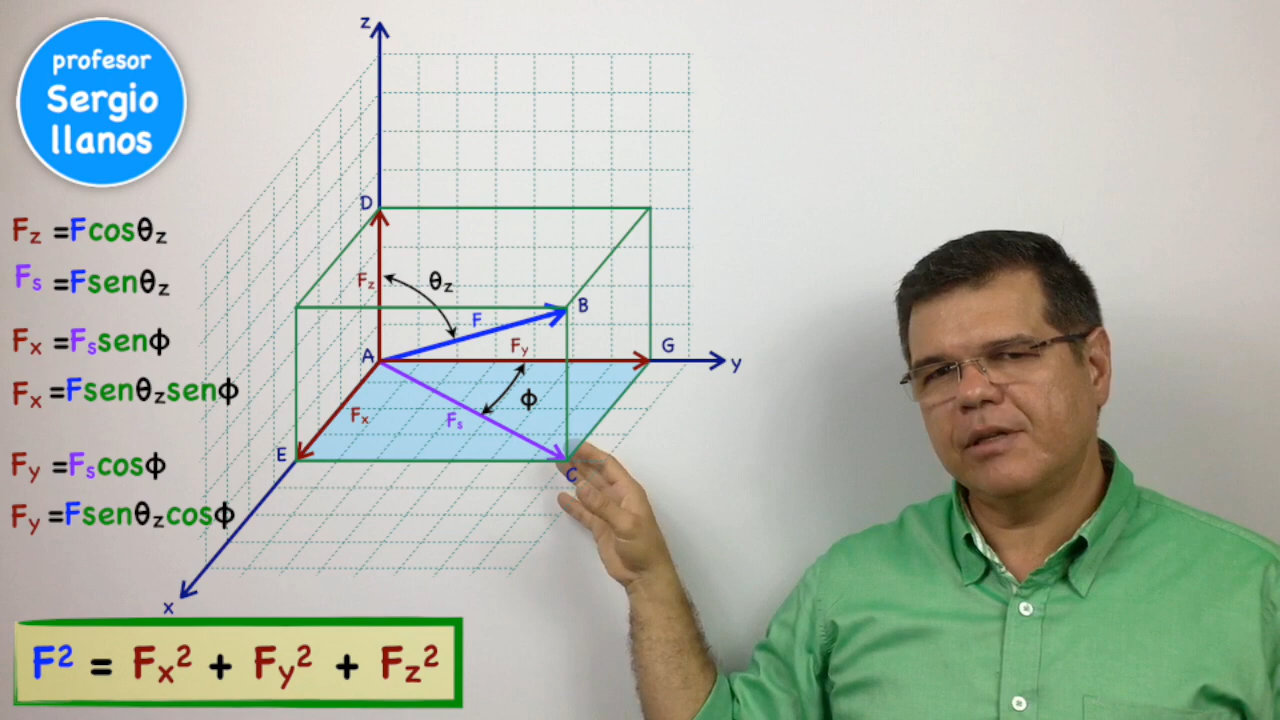 profesor
Sergio
llanos
z
D
Fz =Fcosθz
Fs =Fsenθz
Fz
θz
B
F
Fx =Fssenϕ
Fy
G
A
y
Fx =Fsenθzsenϕ
ϕ
Fx
Fs
E
Fy =Fscosϕ
C
Fy =Fsenθzcosϕ
x
F² = Fx² + Fy² + Fz²